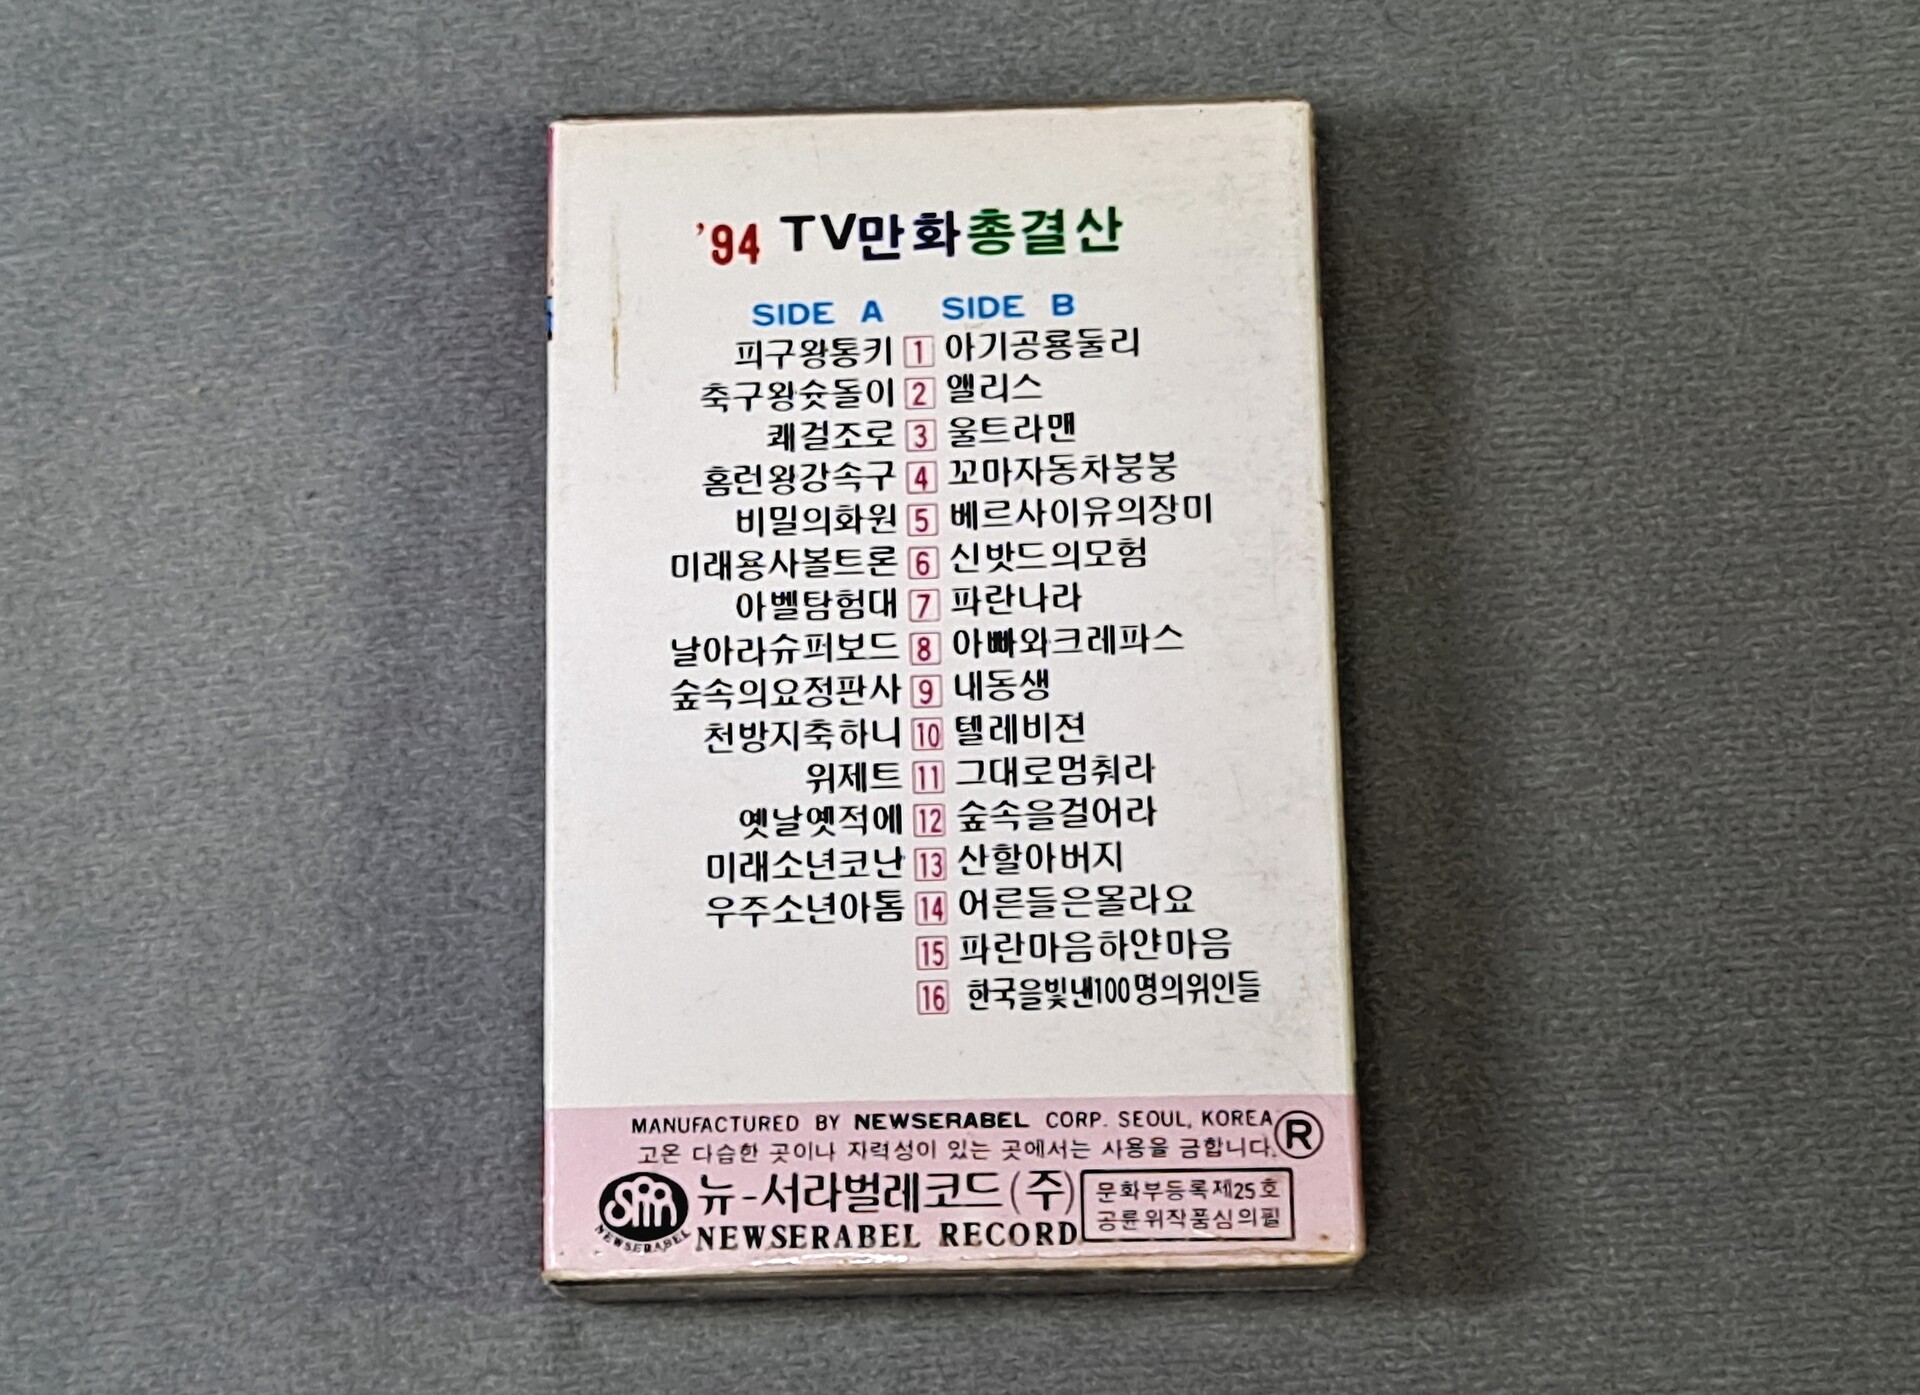 '94 TV만화총결산
SIDE A SIDE B
피구왕통키 1 아기공룡둘리
축구왕슛돌이 2 앨리스
쾌걸조로 3 울트라맨
홈런왕강속구 4 꼬마자동차붕붕
비밀의화원 5 베르사이유의장미
미래용사볼트론 6 신밧드의모험
아벨탐험대 7 파란나라
날아라슈퍼보드 8 아빠와크레파스
숲속의요정판사 9 내동생
천방지축하니 10 텔레비젼
위제트 11 그대로멈춰라
옛날옛적에 12 숲속을걸어라
미래소년코난 13 산할아버지
우주소년아톰 14 어른들은몰라요
15 파란마음하얀마음
16 한국을빛낸100명의위인들
MANUFACTURED BY NEWSERABEL CORP. SEOUL, KOREA
고온 다습한 곳이나 자력성이 있는 곳에서는 사용을 금합니다. ®
뉴-서라벌레코드(주)
NEWSERABEL RECORD
문화부등록제25호
공륜위작품심의필
NEWSERABEL